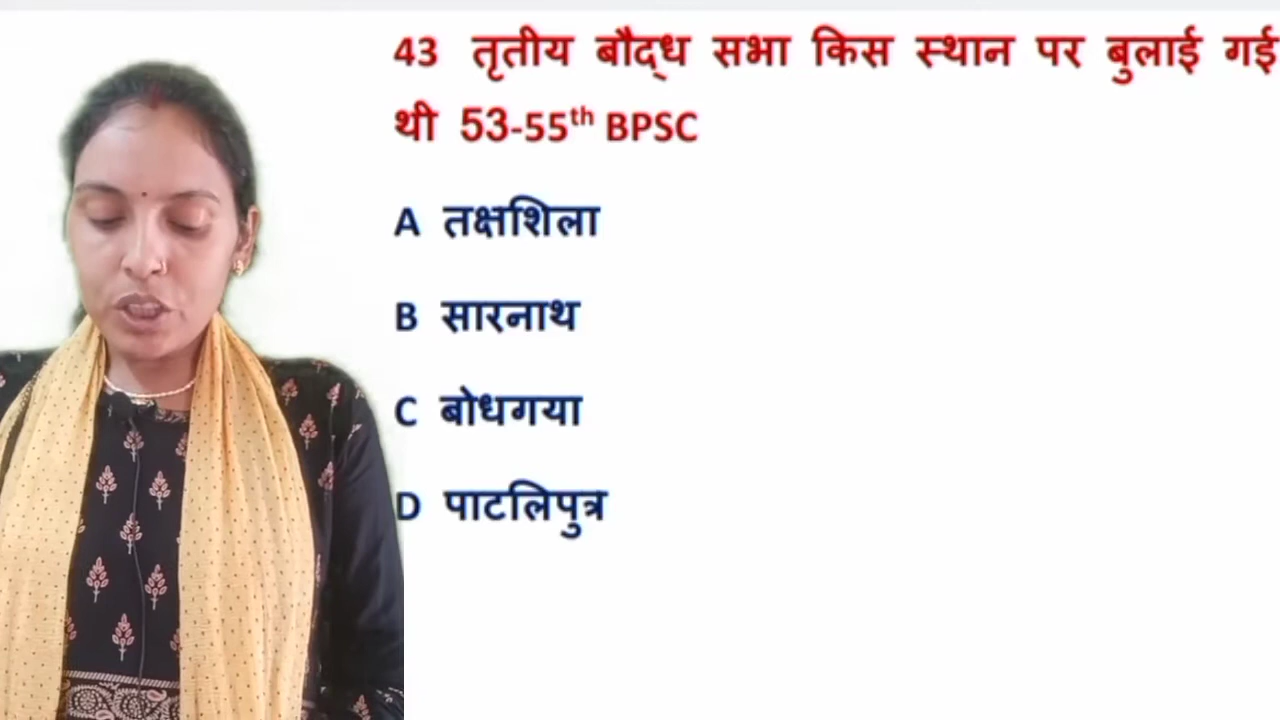 43 तृतीय बौद्ध सभा किस स्थान पर बुलाई गई
थी 53-55th BPSC
A तक्षशिला
B सारनाथ
C बोधगया
D पाटलिपुत्र